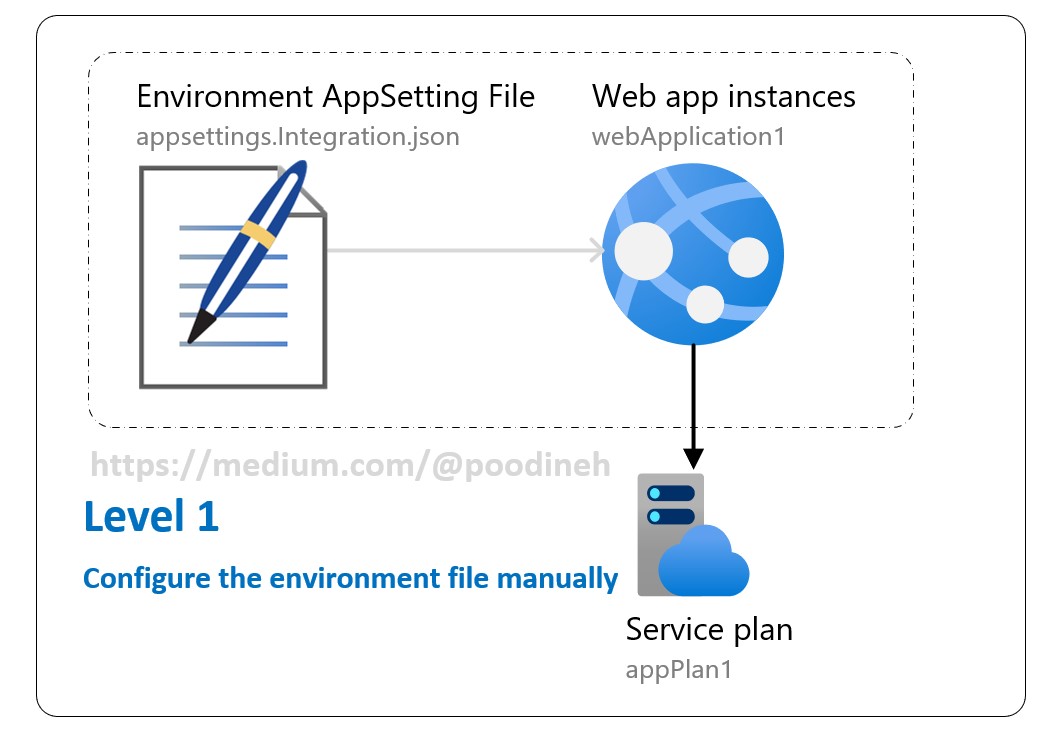 Environment AppSetting File
appsettings.Integration.json
Web app instances
webApplication1
https://medium.com/@poodineh
Level 1
Configure the environment file manually
Service plan
appPlan1